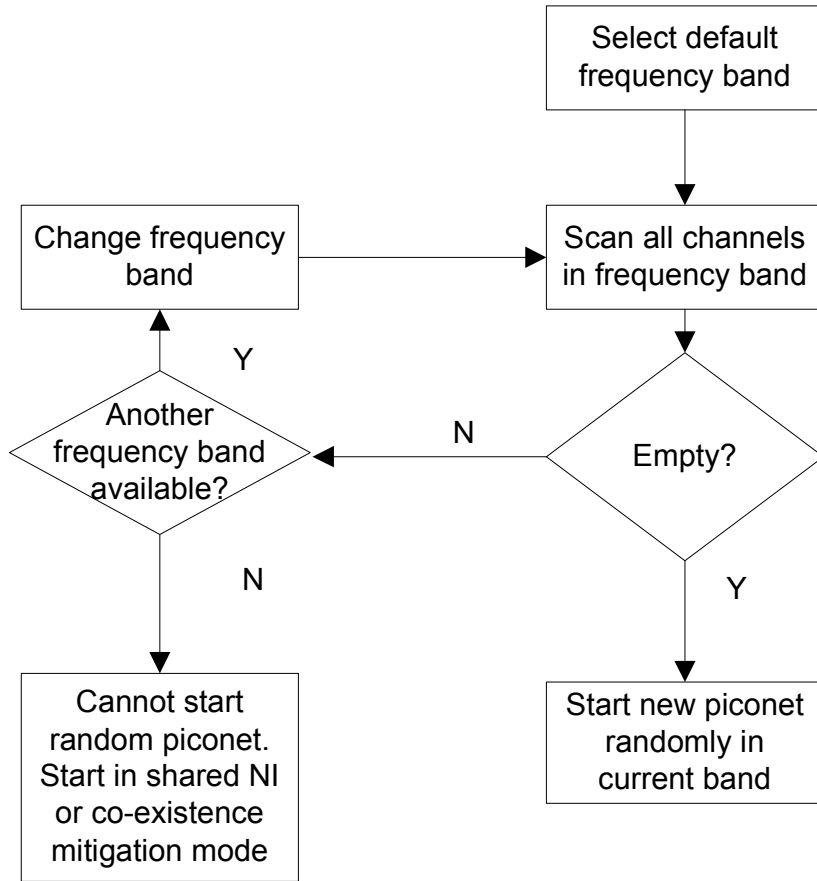 Select default
frequency band
Change frequency
band
Scan all channels
in frequency band
Y
Another
frequency band
available?
N
Empty?
N
Y
Cannot start
random piconet.
Start in shared NI
or co-existence
mitigation mode
Start new piconet
randomly in
current band